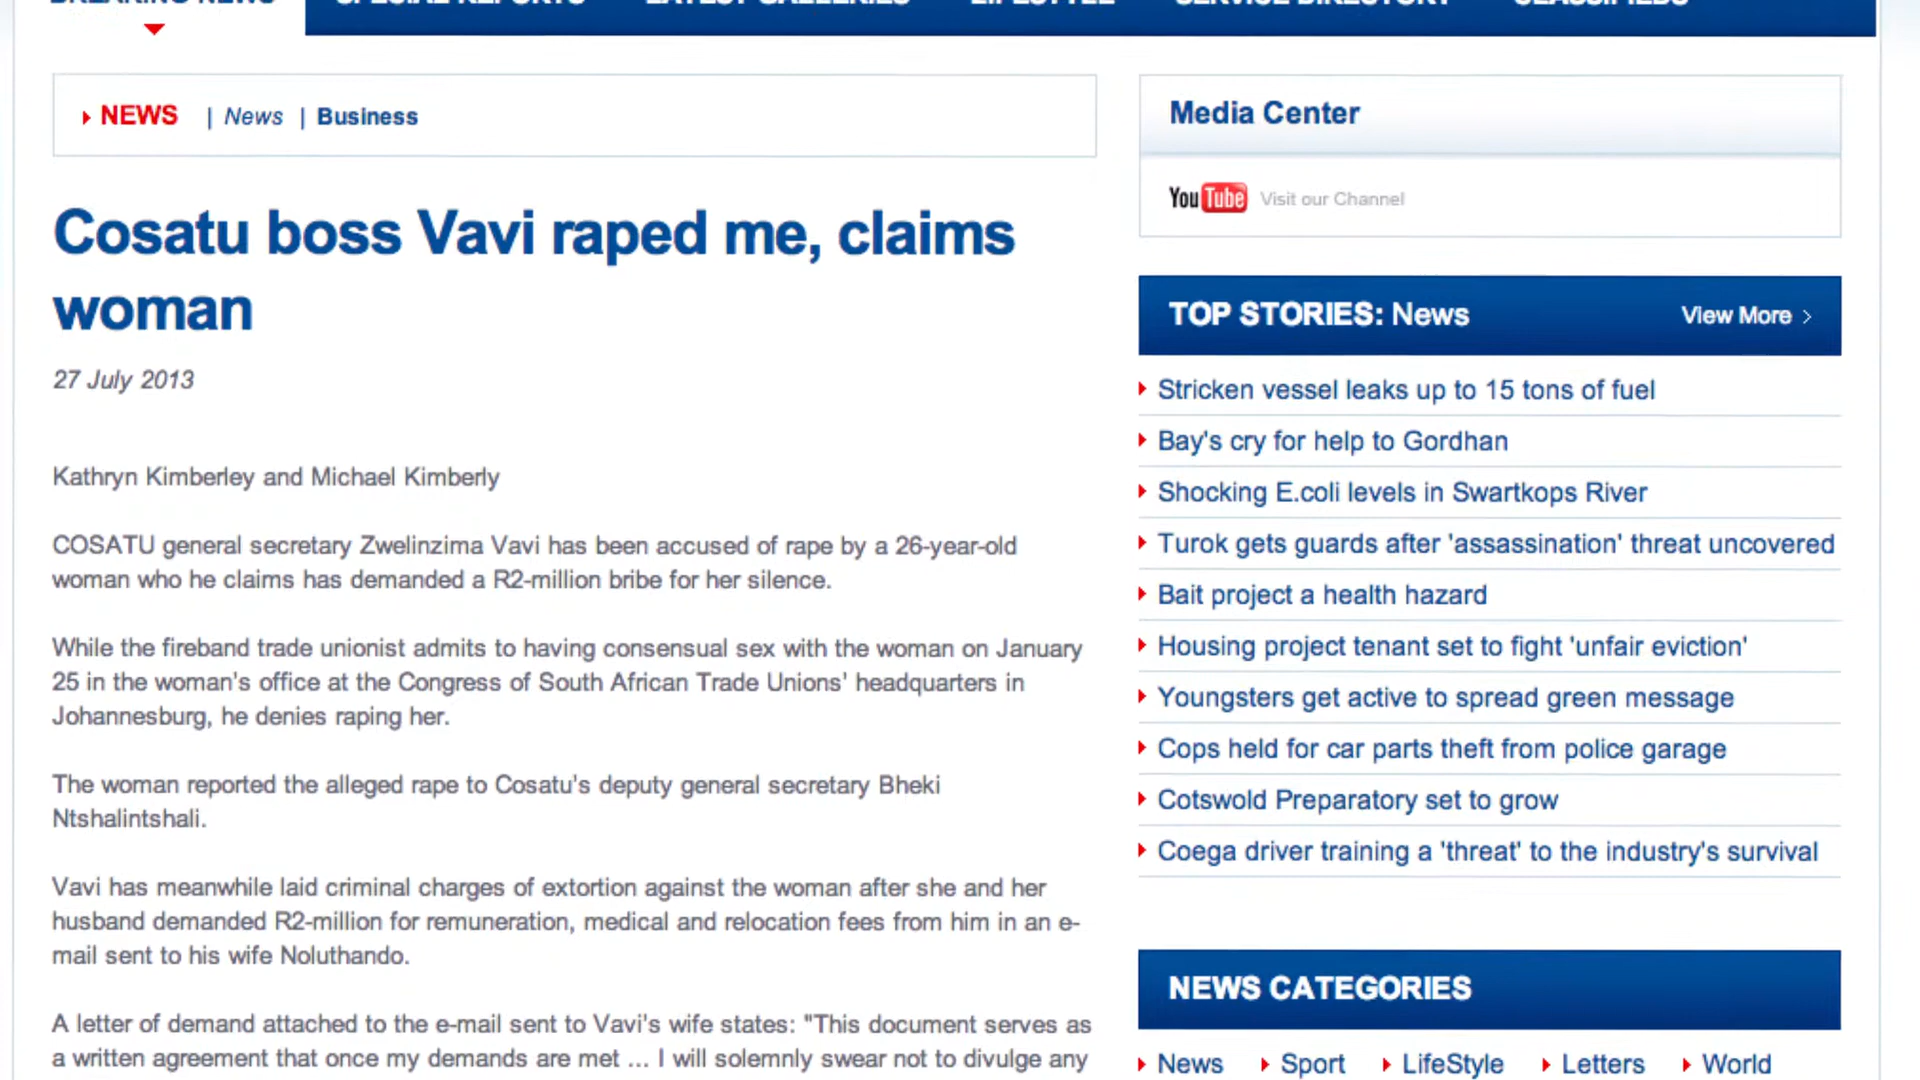 BREAKING NEWS SPECIAL REPORTS LATEST GALLERIES LIFESTYLE SERVICE DIRECTORY CLASSIFIEDS
NEWS | News | Business
Cosatu boss Vavi raped me, claims
woman
27 July 2013
Kathryn Kimberley and Michael Kimberly
COSATU general secretary Zwelinzima Vavi has been accused of rape by a 26-year-old
woman who he claims has demanded a R2-million bribe for her silence.
While the fireband trade unionist admits to having consensual sex with the woman on January
25 in the woman's office at the Congress of South African Trade Unions' headquarters in
Johannesburg, he denies raping her.
The woman reported the alleged rape to Cosatu's deputy general secretary Bheki
Ntshalintshali.
Vavi has meanwhile laid criminal charges of extortion against the woman after she and her
husband demanded R2-million for remuneration, medical and relocation fees from him in an e-
mail sent to his wife Noluthando.
A letter of demand attached to the e-mail sent to Vavi's wife states: "This document serves as
a written agreement that once my demands are met ... I will solemnly swear not to divulge any
Media Center
YouTube Visit our Channel
TOP STORIES: News View More
Stricken vessel leaks up to 15 tons of fuel
Bay's cry for help to Gordhan
Shocking E.coli levels in Swartkops River
Turok gets guards after 'assassination' threat uncovered
Bait project a health hazard
Housing project tenant set to fight 'unfair eviction'
Youngsters get active to spread green message
Cops held for car parts theft from police garage
Cotswold Preparatory set to grow
Coega driver training a 'threat' to the industry's survival
NEWS CATEGORIES
News Sport LifeStyle Letters World